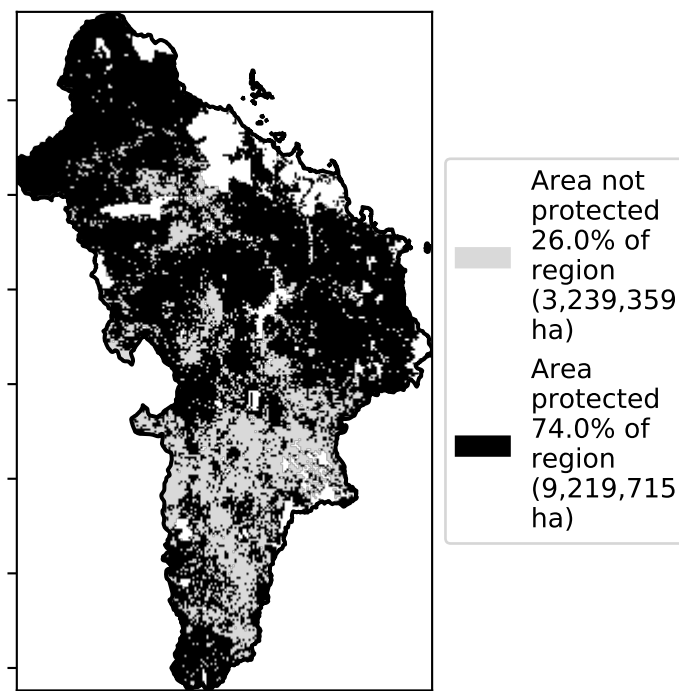 Area not
protected
26.0% of
region
(3,239,359
ha)
Area
protected
74.0% of
region
(9,219,715
ha)